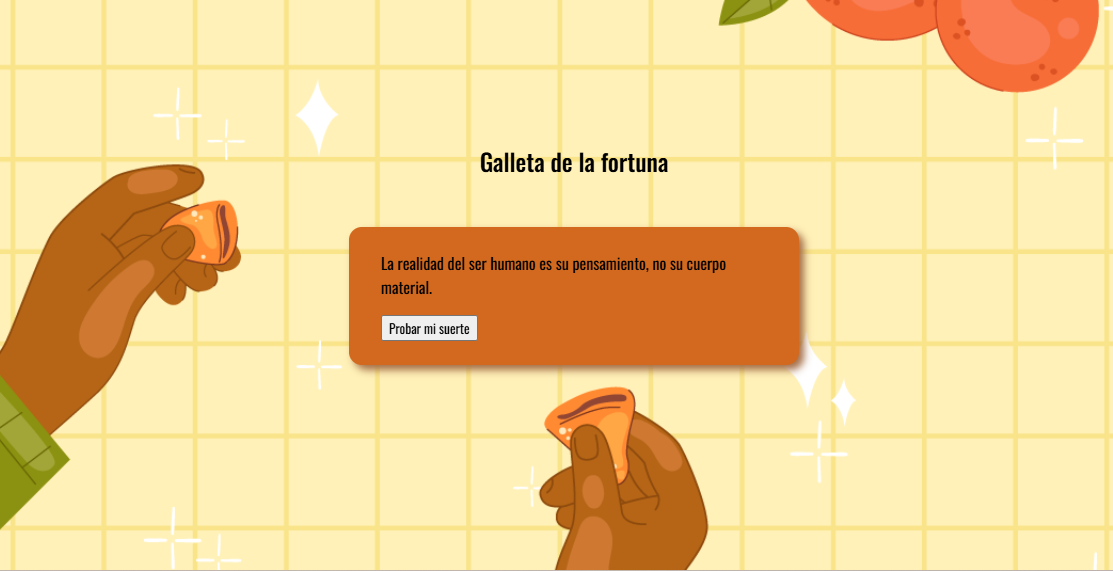 Galleta de la fortuna
La realidad del ser humano es su pensamiento, no su cuerpo
material.
Probar mi suerte